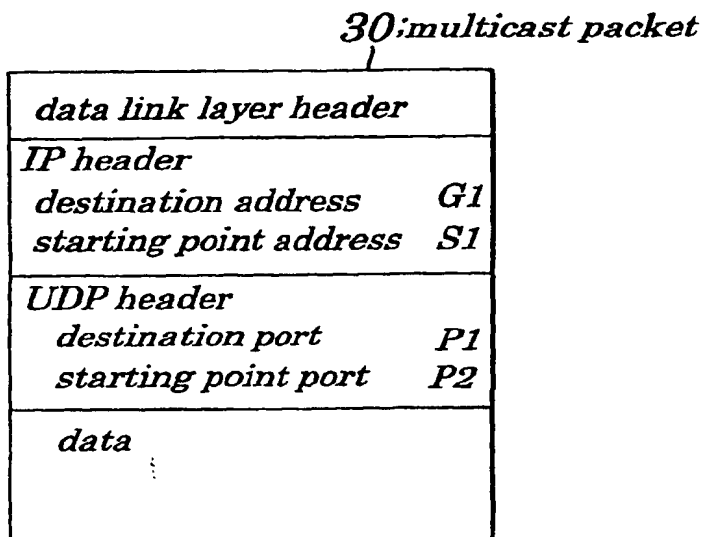 30;multicast packet
data link layer header
IP header
destination address G1
starting point address S1
UDP header
destination port P1
starting point port P2
data